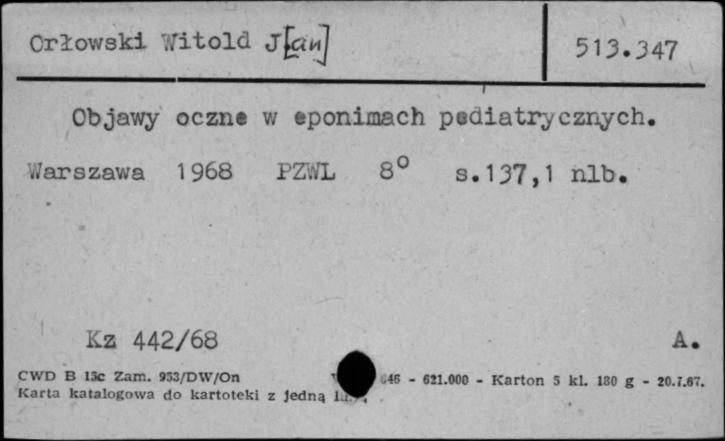 Orłowski Witold J[an] 513.347
Objawy oczne w eponimach pediatrycznych.
Warszawa 1968 PZWL 8° s.137,1 nlb.
Kz 442/68 A.
CWD B 15c Zam. 953/DW/On 646 - 621.000 - Karton 5 kl. 180 g - 20.7.67.
Karta katalogowa do kartoteki z jedną